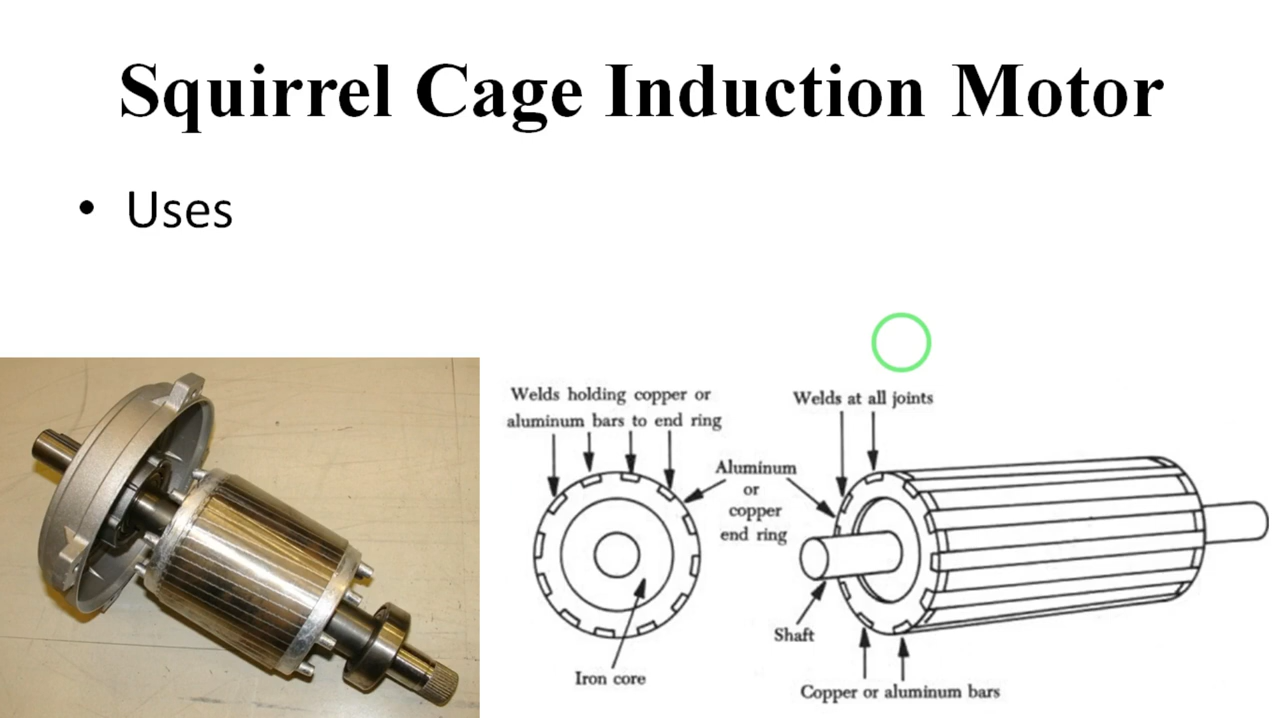 Squirrel Cage Induction Motor
• Uses
Welds holding copper or
aluminum bars to end ring
Welds at all joints
Aluminum
or
copper
end ring
Shaft
Iron core
Copper or aluminum bars